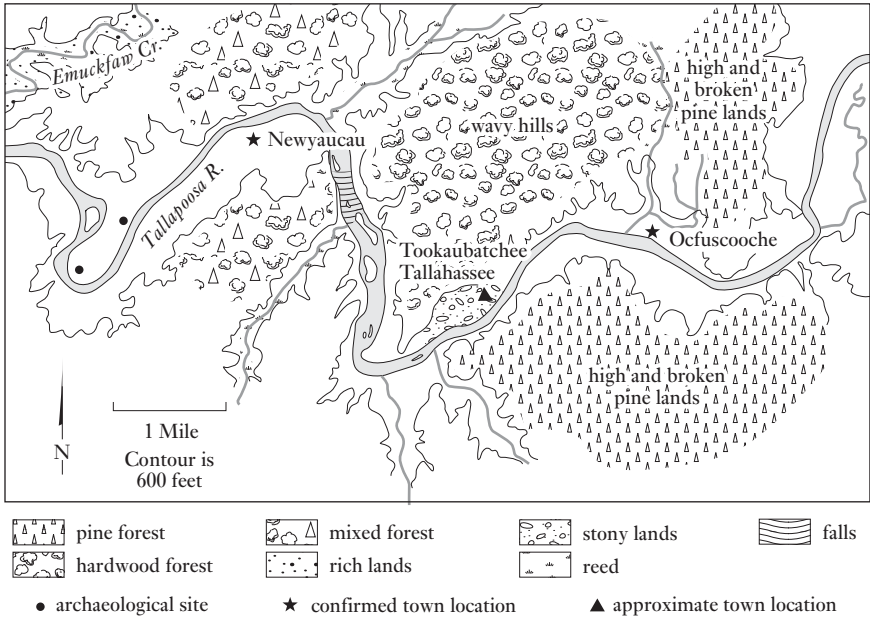 Emuckfaw Cr.
high and
broken
pine lands
wavy hills
Newyaucau
Tallapoosa R.
Ocfuscooche
Tookaubatchee
Tallahassee
high and broken
pine lands
1 Mile
Contour is
600 feet
N
pine forest
mixed forest
stony lands
falls
hardwood forest
rich lands
reed
archaeological site
confirmed town location
approximate town location